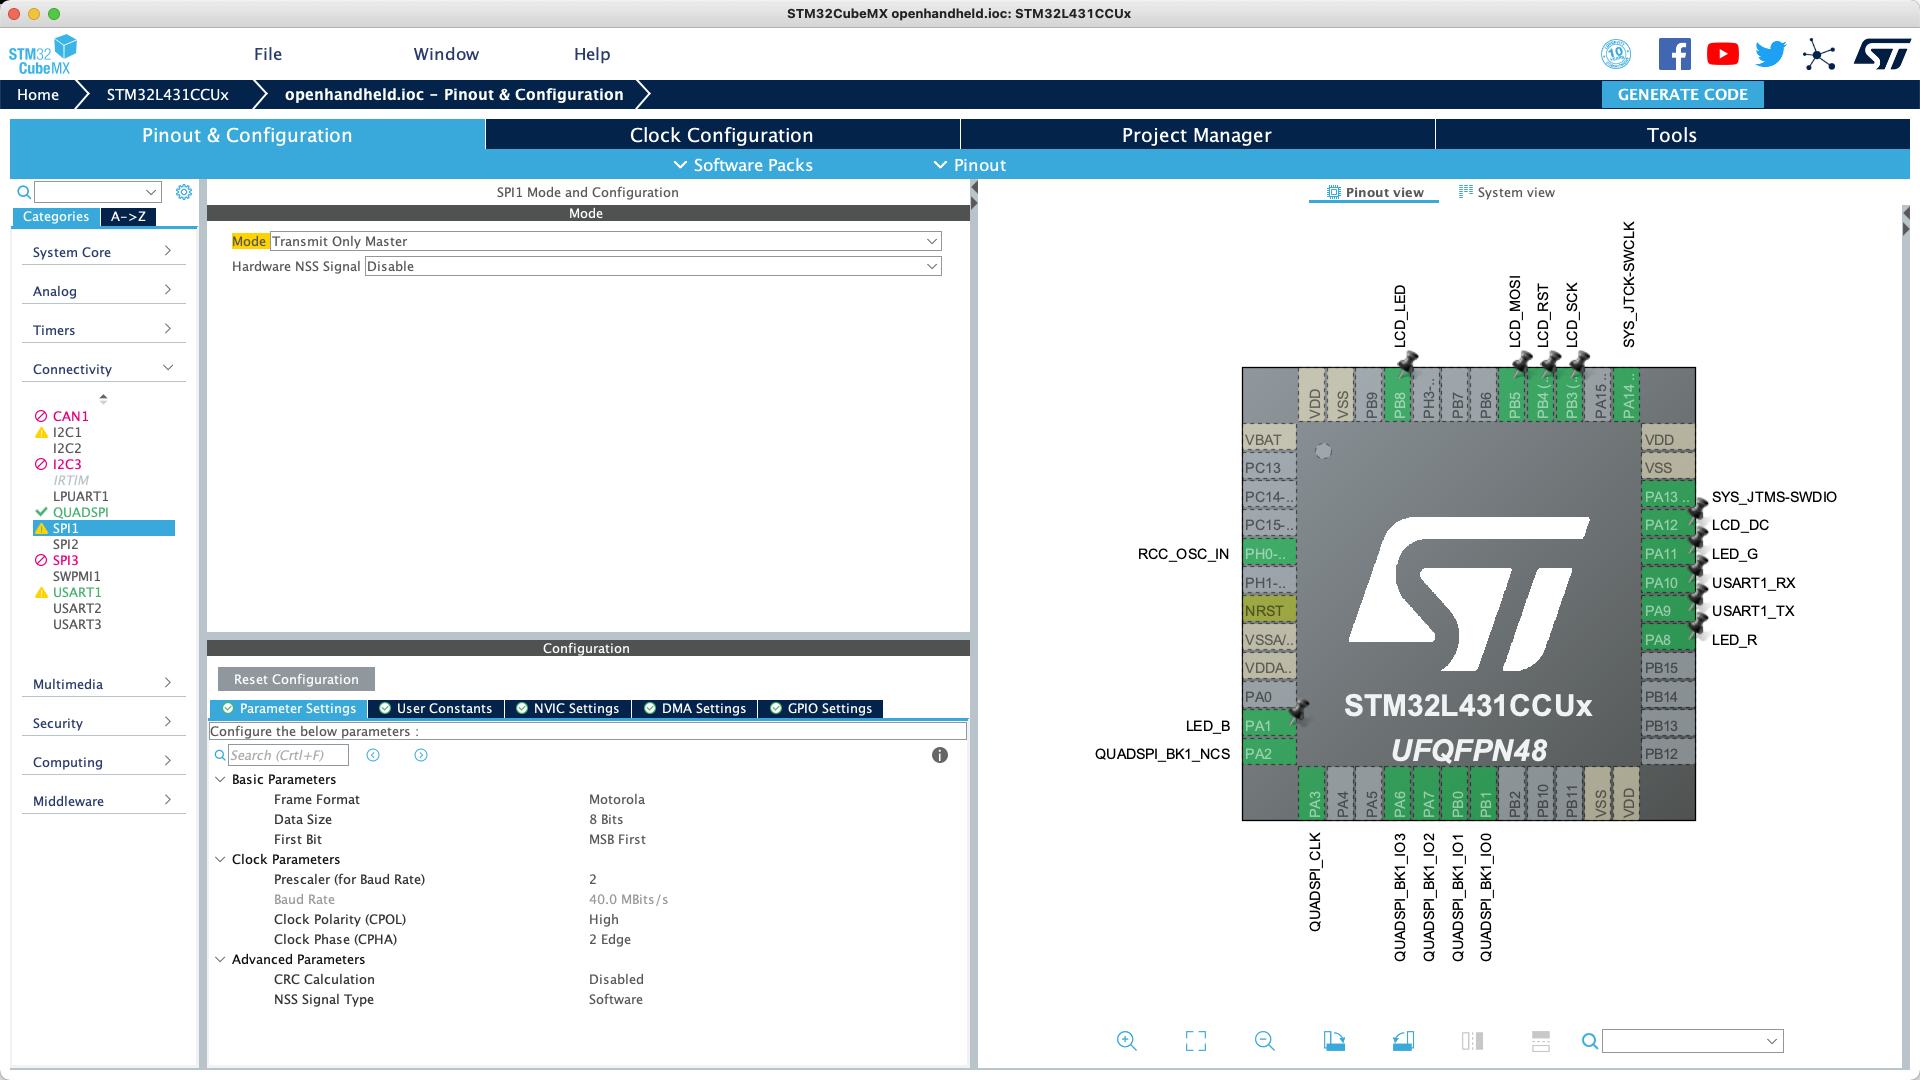 STM32CubeMX openhandheld.ioc: STM32L431CCUx
STM32
CubeMX
File
Window
Help
10
Home
STM32L431CCUx
openhandheld.ioc – Pinout & Configuration
GENERATE CODE
Pinout & Configuration
Clock Configuration
Project Manager
Tools
Software Packs
Pinout
Categories
A->Z
System Core
Analog
Timers
Connectivity
CAN1
I2C1
I2C2
I2C3
IRTIM
LPUART1
QUADSPI
SPI1
SPI2
SPI3
SWPMI1
USART1
USART2
USART3
Multimedia
Security
Computing
Middleware
SPI1 Mode and Configuration
Mode
Mode Transmit Only Master
Hardware NSS Signal Disable
Configuration
Reset Configuration
Parameter Settings
User Constants
NVIC Settings
DMA Settings
GPIO Settings
Configure the below parameters :
Search (Crtl+F)
Basic Parameters
Frame Format Motorola
Data Size 8 Bits
First Bit MSB First
Clock Parameters
Prescaler (for Baud Rate) 2
Baud Rate 40.0 MBits/s
Clock Polarity (CPOL) High
Clock Phase (CPHA) 2 Edge
Advanced Parameters
CRC Calculation Disabled
NSS Signal Type Software
Pinout view
System view
LCD_LED
LCD_MOSI
LCD_RST
LCD_SCK
SYS_JTCK-SWCLK
VDD
VSS
PB9
PB8
PH3-..
PB7
PB6
PB5
PB4 (..
PB3 (..
PA15 ..
PA14 ..
VBAT
PC13
PC14-..
PC15-..
RCC_OSC_IN
PH0-..
PH1-..
NRST
VSSA/..
VDDA..
PA0
LED_B
PA1
QUADSPI_BK1_NCS
PA2
STM32L431CCUx
UFQFPN48
VDD
VSS
PA13 ..
SYS_JTMS-SWDIO
PA12
LCD_DC
PA11
LED_G
PA10
USART1_RX
PA9
USART1_TX
PA8
LED_R
PB15
PB14
PB13
PB12
PA3
PA4
PA5
PA6
PA7
PB0
PB1
PB2
PB10
PB11
VSS
VDD
QUADSPI_CLK
QUADSPI_BK1_IO3
QUADSPI_BK1_IO2
QUADSPI_BK1_IO1
QUADSPI_BK1_IO0